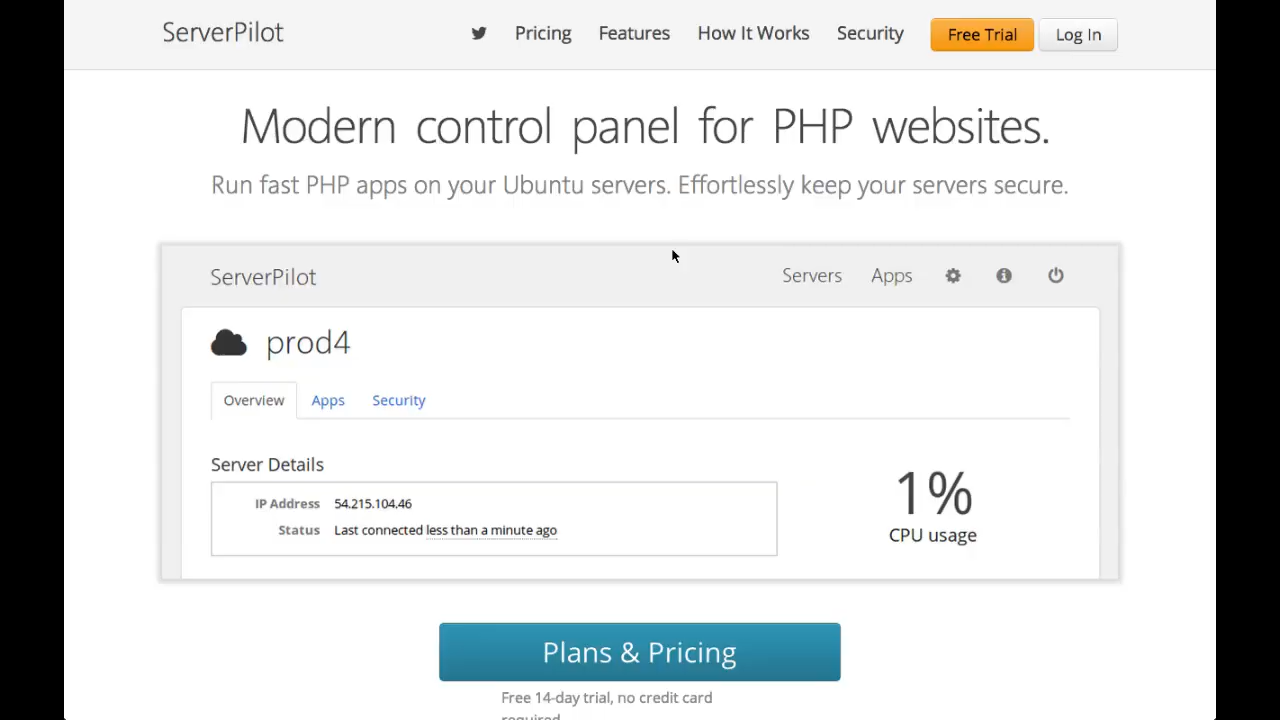 ServerPilot Pricing Features How It Works Security Free Trial Log In
Modern control panel for PHP websites.
Run fast PHP apps on your Ubuntu servers. Effortlessly keep your servers secure.
ServerPilot Servers Apps
prod4
Overview Apps Security
Server Details
IP Address 54.215.104.46
Status Last connected less than a minute ago
1%
CPU usage
Plans & Pricing
Free 14-day trial, no credit card
required